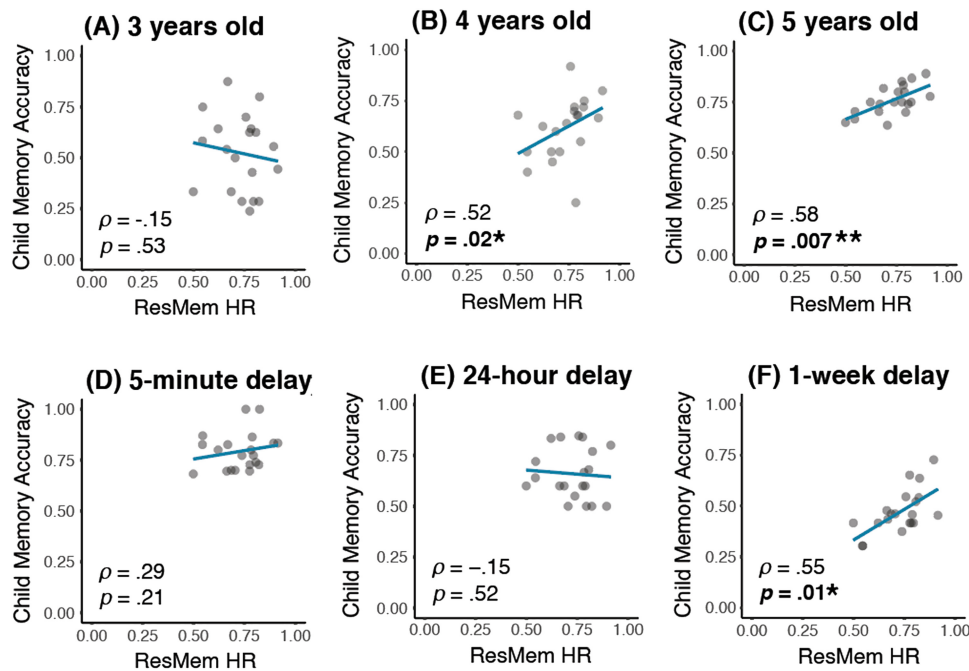 (A) 3 years old
Child Memory Accuracy
1.00
0.75
0.50
0.25
0.00
ρ = -.15
p = .53
0.00 0.25 0.50 0.75 1.00
ResMem HR
(B) 4 years old
Child Memory Accuracy
1.00
0.75
0.50
0.25
0.00
ρ = .52
p = .02*
0.00 0.25 0.50 0.75 1.00
ResMem HR
(C) 5 years old
Child Memory Accuracy
1.00
0.75
0.50
0.25
0.00
ρ = .58
p = .007**
0.00 0.25 0.50 0.75 1.00
ResMem HR
(D) 5-minute delay
Child Memory Accuracy
1.00
0.75
0.50
0.25
0.00
ρ = .29
p = .21
0.00 0.25 0.50 0.75 1.00
ResMem HR
(E) 24-hour delay
Child Memory Accuracy
1.00
0.75
0.50
0.25
0.00
ρ = −.15
p = .52
0.00 0.25 0.50 0.75 1.00
ResMem HR
(F) 1-week delay
Child Memory Accuracy
1.00
0.75
0.50
0.25
0.00
ρ = .55
p = .01*
0.00 0.25 0.50 0.75 1.00
ResMem HR